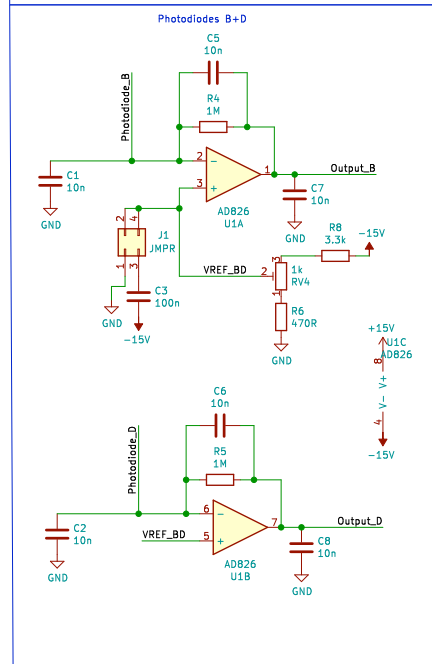 Photodiodes B+D
C5
10n
Photodiode_B
R4
1M
2
−
1
Output_B
3
+
C1
10n
GND
AD826
U1A
C7
10n
GND
2
4
J1
JMPR
1
3
GND
C3
100n
−15V
VREF_BD
2
3
1k
RV4
1
R8
3.3k
−15V
R6
470R
GND
+15V
U1C
AD826
8
V+
V−
4
−15V
C6
10n
Photodiode_D
R5
1M
6
−
7
Output_D
VREF_BD
5
+
C2
10n
GND
AD826
U1B
C8
10n
GND